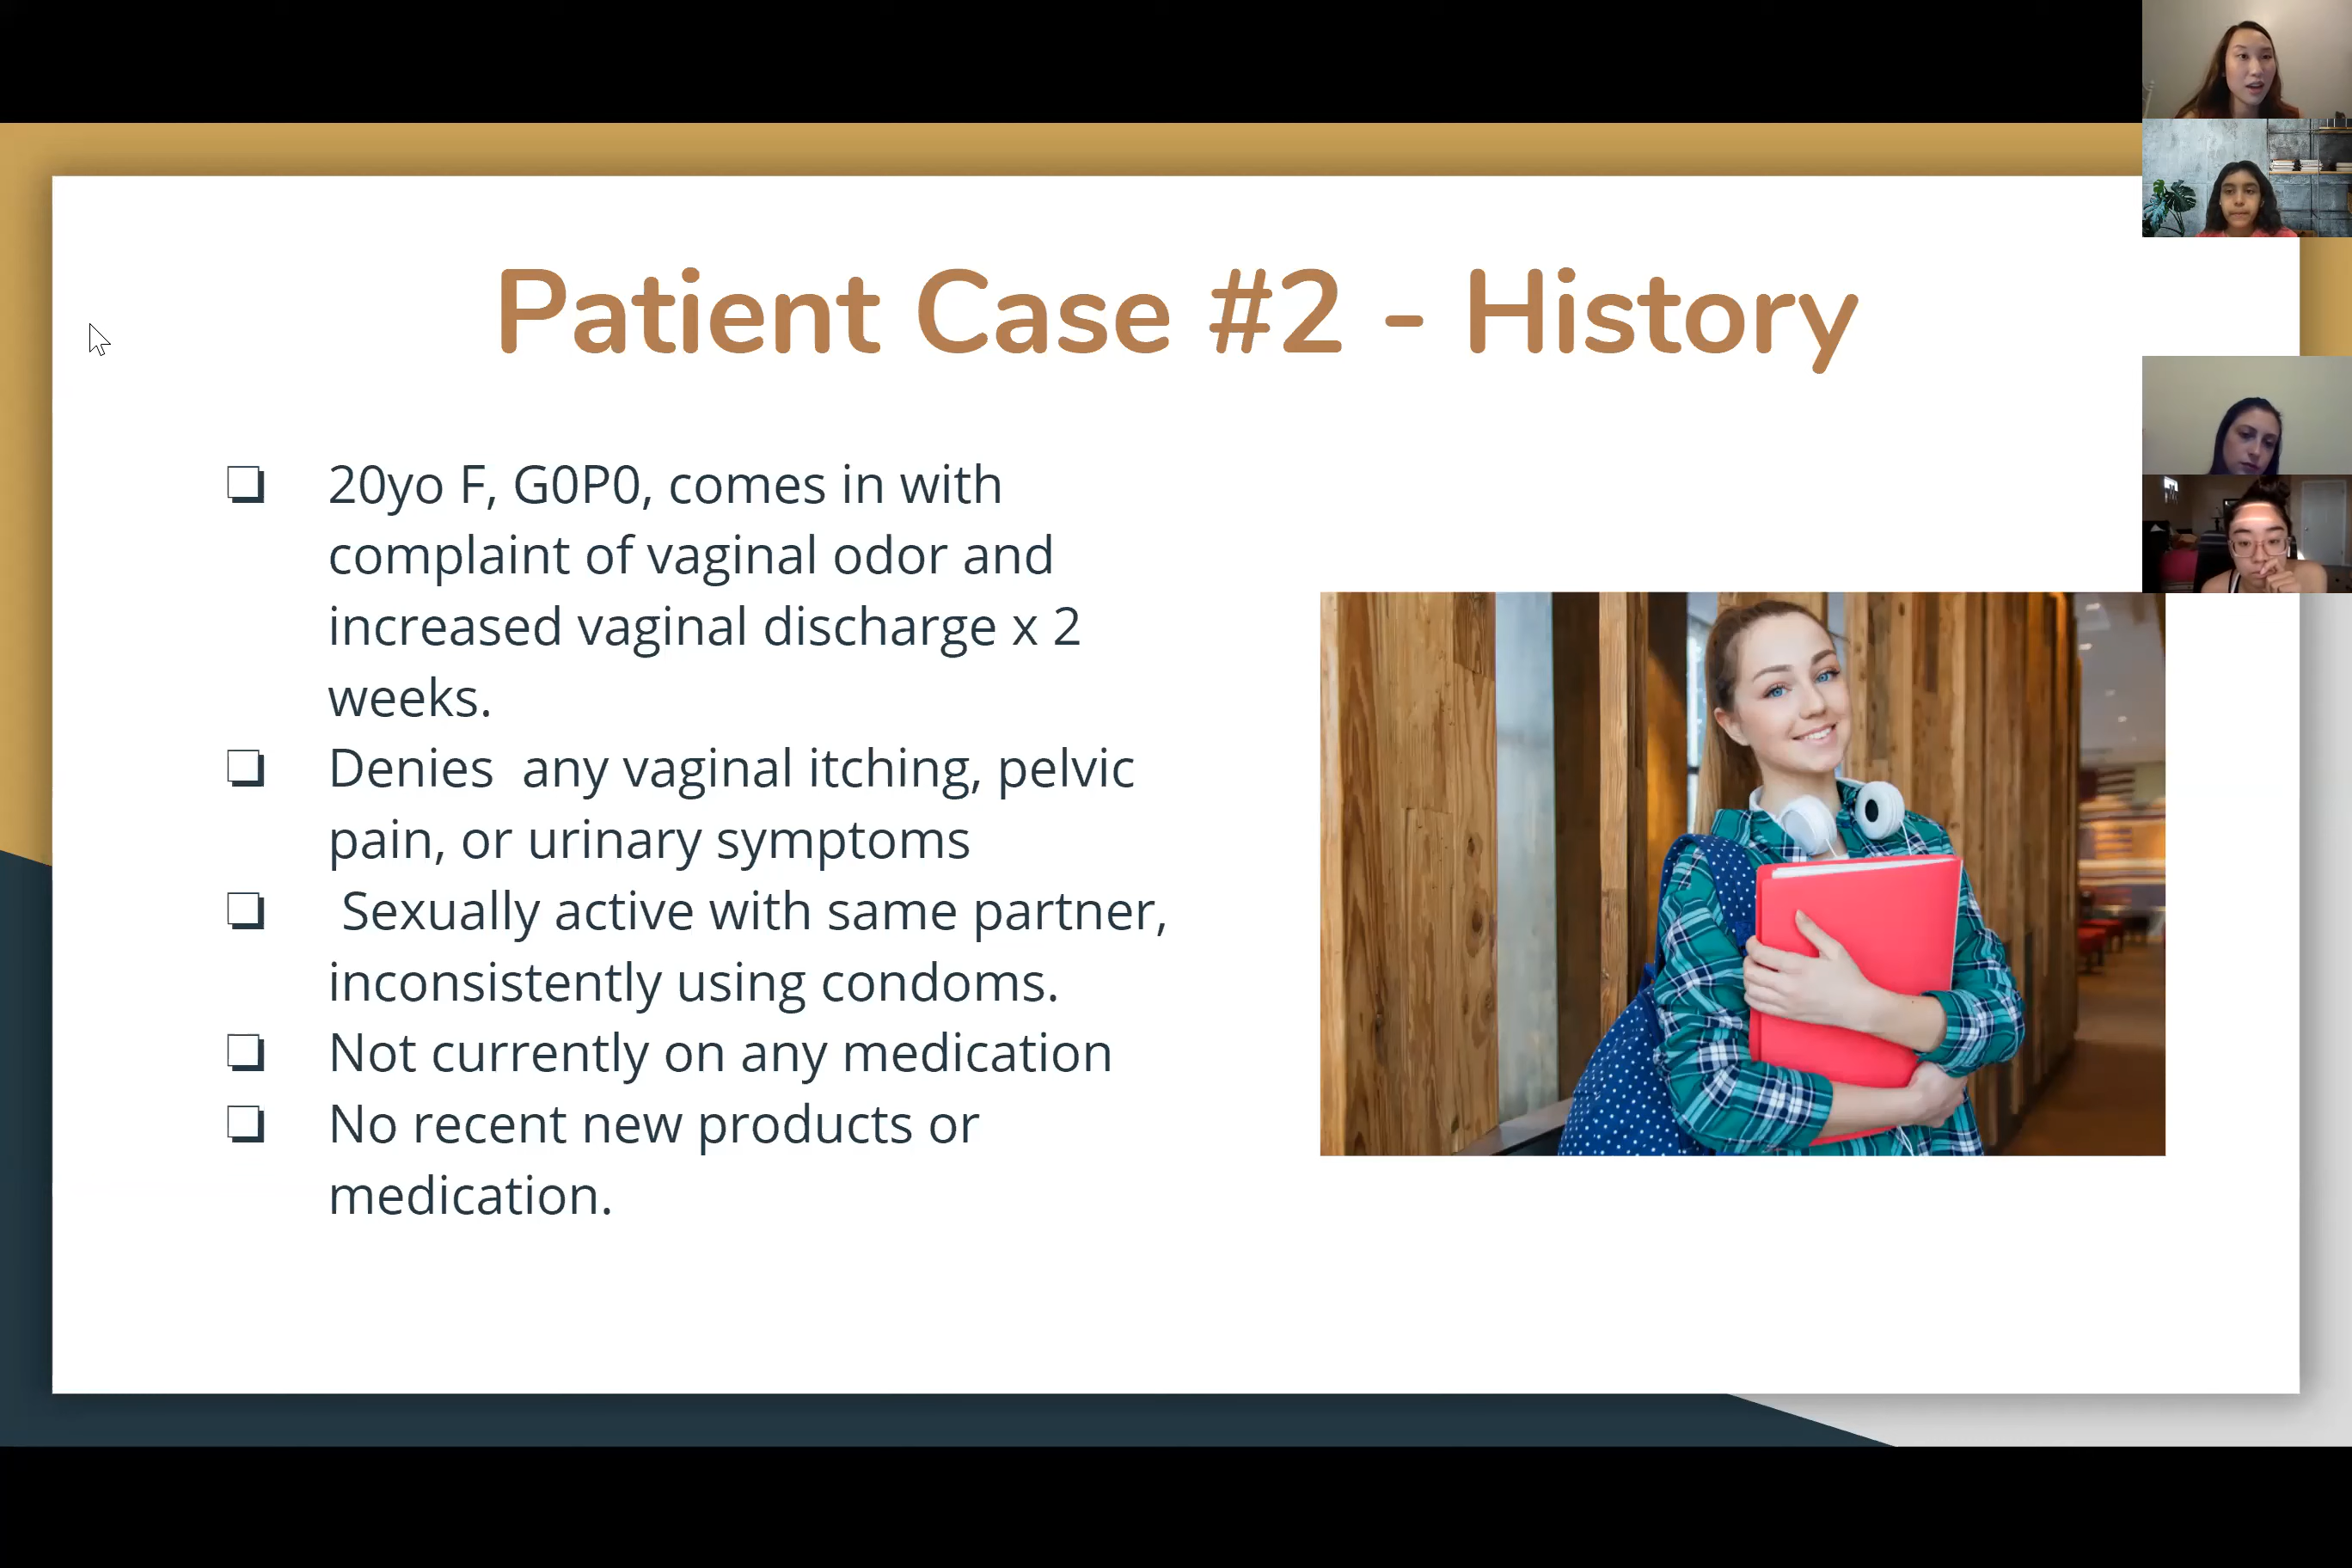 Patient Case #2 - History
❏ 20yo F, G0P0, comes in with
complaint of vaginal odor and
increased vaginal discharge x 2
weeks.
❏ Denies  any vaginal itching, pelvic
pain, or urinary symptoms
❏ Sexually active with same partner,
inconsistently using condoms.
❏ Not currently on any medication
❏ No recent new products or
medication.